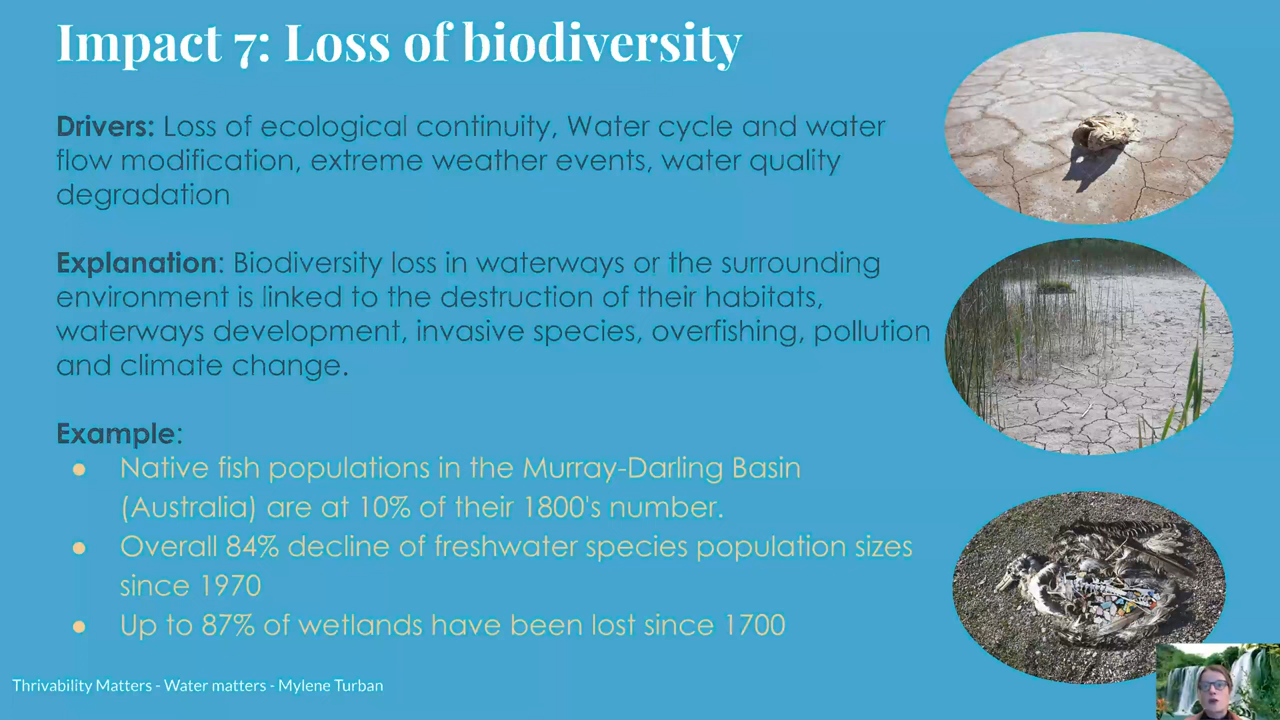 Impact 7: Loss of biodiversity
Drivers: Loss of ecological continuity, Water cycle and water
flow modification, extreme weather events, water quality
degradation
Explanation: Biodiversity loss in waterways or the surrounding
environment is linked to the destruction of their habitats,
waterways development, invasive species, overfishing, pollution
and climate change.
Example:
● Native fish populations in the Murray-Darling Basin
(Australia) are at 10% of their 1800's number.
● Overall 84% decline of freshwater species population sizes
since 1970
● Up to 87% of wetlands have been lost since 1700
Thrivability Matters - Water matters - Mylene Turban